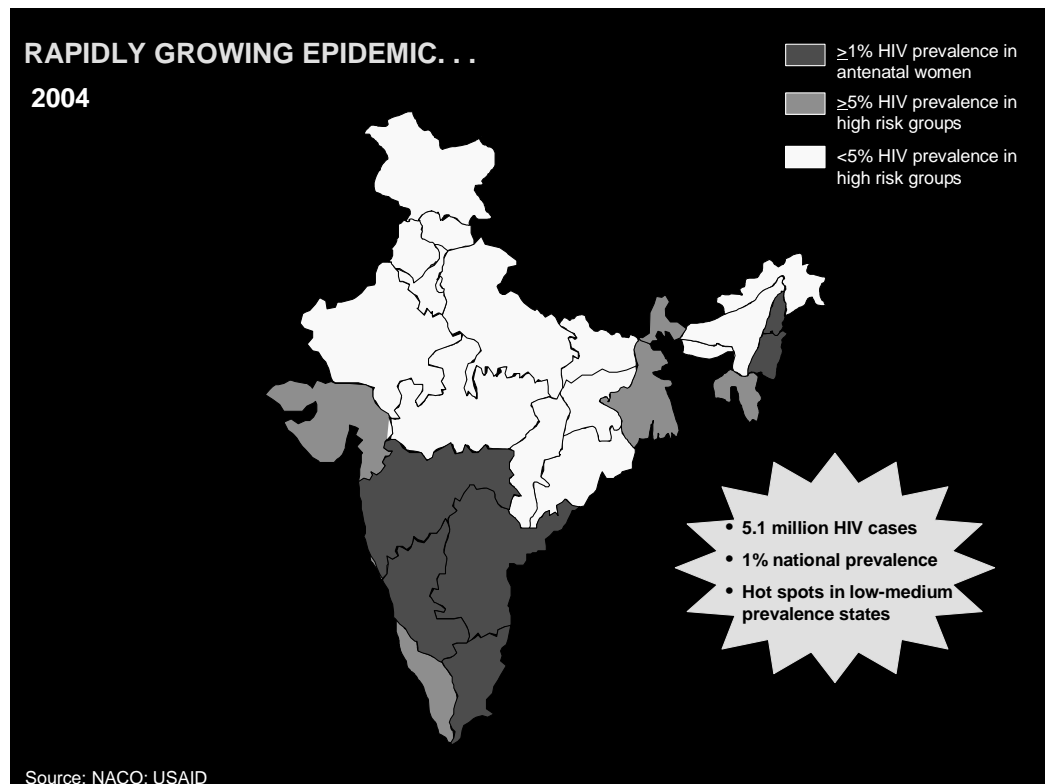 RAPIDLY GROWING EPIDEMIC. . .
2004
≥1% HIV prevalence in
antenatal women
≥5% HIV prevalence in
high risk groups
<5% HIV prevalence in
high risk groups
• 5.1 million HIV cases
• 1% national prevalence
• Hot spots in low-medium
prevalence states
Source: NACO; USAID